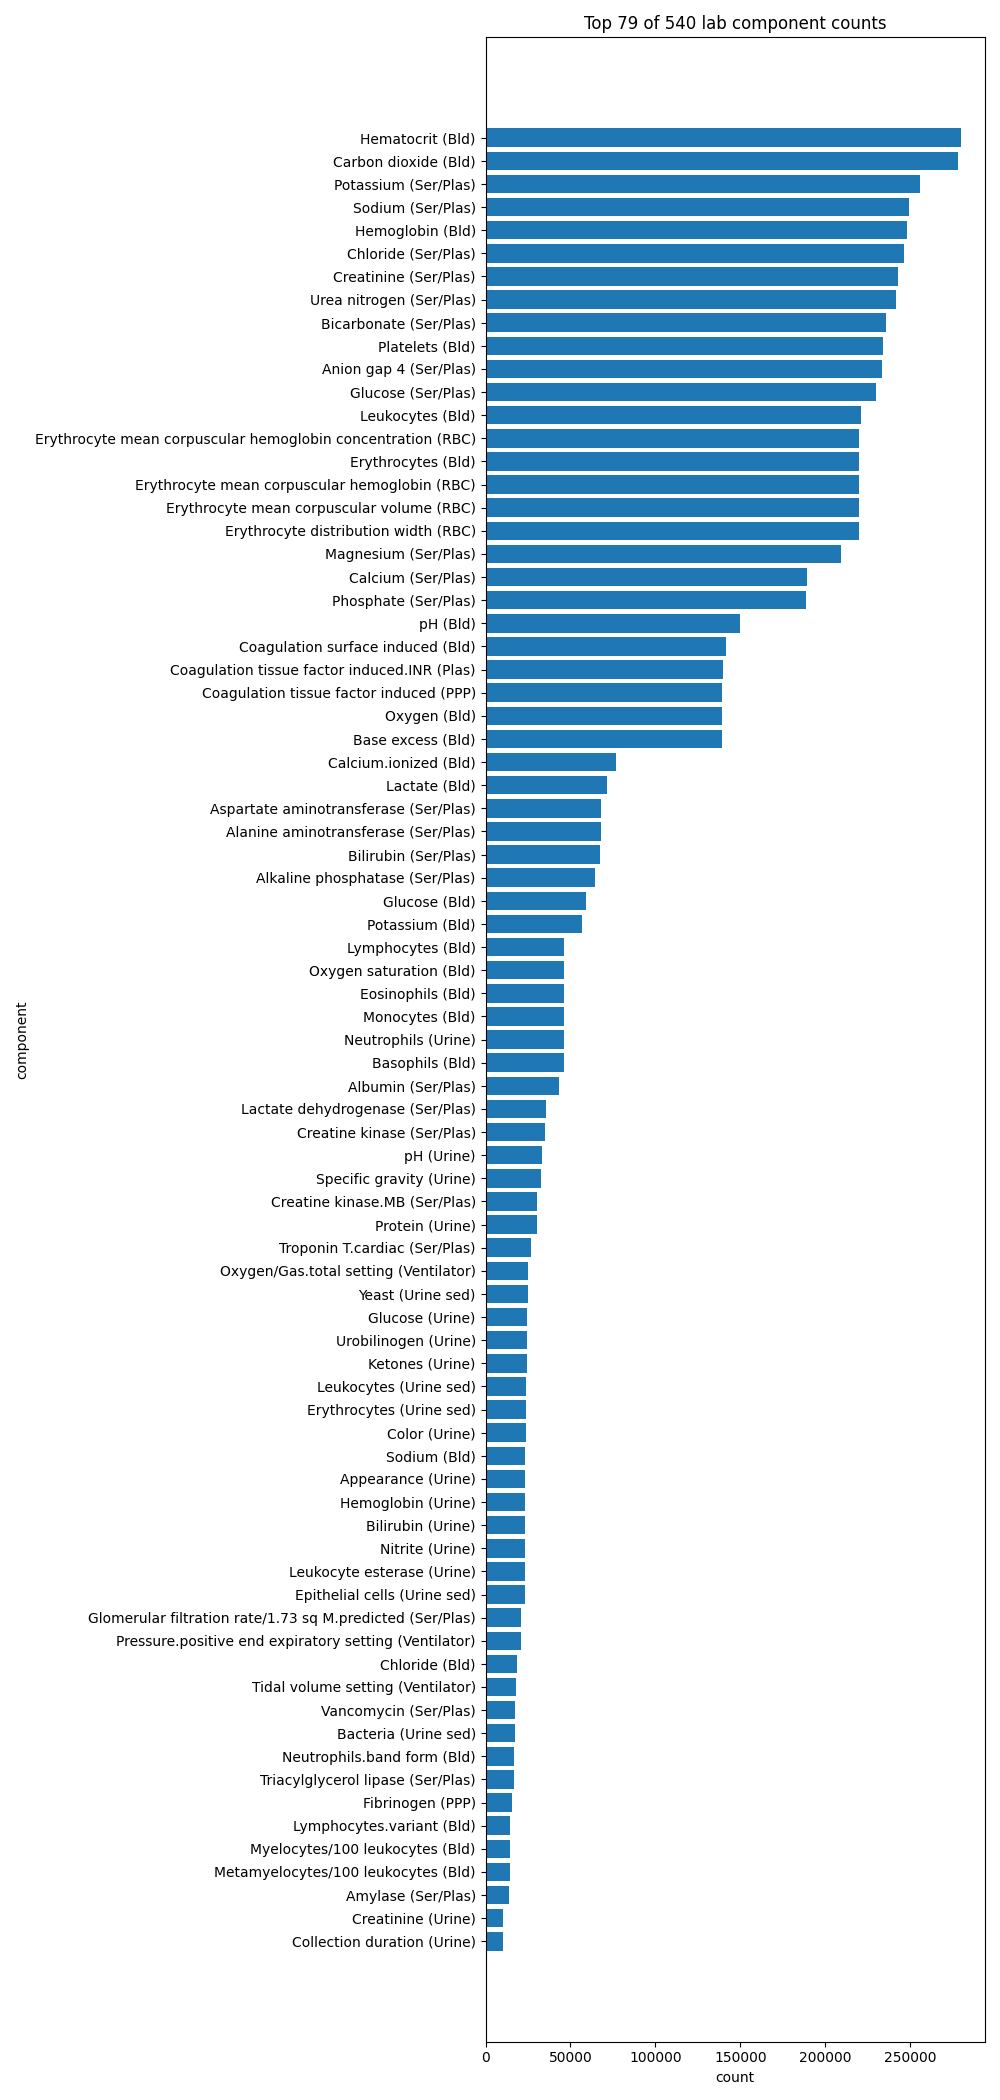 Top 79 of 540 lab component counts
Hematocrit (Bld)
Carbon dioxide (Bld)
Potassium (Ser/Plas)
Sodium (Ser/Plas)
Hemoglobin (Bld)
Chloride (Ser/Plas)
Creatinine (Ser/Plas)
Urea nitrogen (Ser/Plas)
Bicarbonate (Ser/Plas)
Platelets (Bld)
Anion gap 4 (Ser/Plas)
Glucose (Ser/Plas)
Leukocytes (Bld)
Erythrocyte mean corpuscular hemoglobin concentration (RBC)
Erythrocytes (Bld)
Erythrocyte mean corpuscular hemoglobin (RBC)
Erythrocyte mean corpuscular volume (RBC)
Erythrocyte distribution width (RBC)
Magnesium (Ser/Plas)
Calcium (Ser/Plas)
Phosphate (Ser/Plas)
pH (Bld)
Coagulation surface induced (Bld)
Coagulation tissue factor induced.INR (Plas)
Coagulation tissue factor induced (PPP)
Oxygen (Bld)
Base excess (Bld)
Calcium.ionized (Bld)
Lactate (Bld)
Aspartate aminotransferase (Ser/Plas)
Alanine aminotransferase (Ser/Plas)
Bilirubin (Ser/Plas)
Alkaline phosphatase (Ser/Plas)
Glucose (Bld)
Potassium (Bld)
Lymphocytes (Bld)
Oxygen saturation (Bld)
Eosinophils (Bld)
Monocytes (Bld)
Neutrophils (Urine)
Basophils (Bld)
Albumin (Ser/Plas)
Lactate dehydrogenase (Ser/Plas)
Creatine kinase (Ser/Plas)
pH (Urine)
Specific gravity (Urine)
Creatine kinase.MB (Ser/Plas)
Protein (Urine)
Troponin T.cardiac (Ser/Plas)
Oxygen/Gas.total setting (Ventilator)
Yeast (Urine sed)
Glucose (Urine)
Urobilinogen (Urine)
Ketones (Urine)
Leukocytes (Urine sed)
Erythrocytes (Urine sed)
Color (Urine)
Sodium (Bld)
Appearance (Urine)
Hemoglobin (Urine)
Bilirubin (Urine)
Nitrite (Urine)
Leukocyte esterase (Urine)
Epithelial cells (Urine sed)
Glomerular filtration rate/1.73 sq M.predicted (Ser/Plas)
Pressure.positive end expiratory setting (Ventilator)
Chloride (Bld)
Tidal volume setting (Ventilator)
Vancomycin (Ser/Plas)
Bacteria (Urine sed)
Neutrophils.band form (Bld)
Triacylglycerol lipase (Ser/Plas)
Fibrinogen (PPP)
Lymphocytes.variant (Bld)
Myelocytes/100 leukocytes (Bld)
Metamyelocytes/100 leukocytes (Bld)
Amylase (Ser/Plas)
Creatinine (Urine)
Collection duration (Urine)
component
0 50000 100000 150000 200000 250000
count